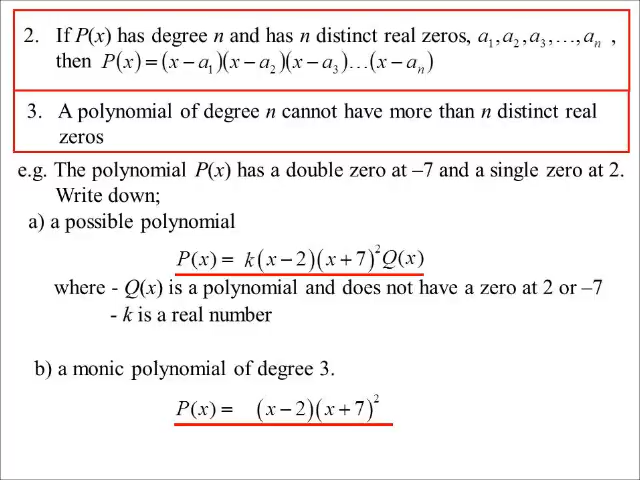 2. If P(x) has degree n and has n distinct real zeros, a₁, a₂, a₃, …, aₙ ,
then P(x) = (x − a₁)(x − a₂)(x − a₃)…(x − aₙ)
3. A polynomial of degree n cannot have more than n distinct real
zeros
e.g. The polynomial P(x) has a double zero at –7 and a single zero at 2.
Write down;
a) a possible polynomial
P(x) = k(x − 2)(x + 7)²Q(x)
where - Q(x) is a polynomial and does not have a zero at 2 or –7
- k is a real number
b) a monic polynomial of degree 3.
P(x) = (x − 2)(x + 7)²